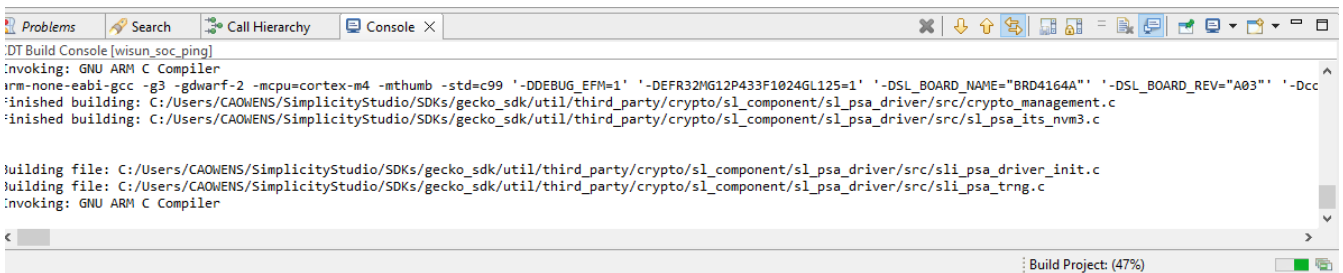 Problems Search Call Hierarchy Console
CDT Build Console [wisun_soc_ping]
Invoking: GNU ARM C Compiler
arm-none-eabi-gcc -g3 -gdwarf-2 -mcpu=cortex-m4 -mthumb -std=c99 '-DDEBUG_EFM=1' '-DEFR32MG12P433F1024GL125=1' '-DSL_BOARD_NAME="BRD4164A"' '-DSL_BOARD_REV="A03"' '-Dcc
Finished building: C:/Users/CAOWENS/SimplicityStudio/SDKs/gecko_sdk/util/third_party/crypto/sl_component/sl_psa_driver/src/crypto_management.c
Finished building: C:/Users/CAOWENS/SimplicityStudio/SDKs/gecko_sdk/util/third_party/crypto/sl_component/sl_psa_driver/src/sl_psa_its_nvm3.c
Building file: C:/Users/CAOWENS/SimplicityStudio/SDKs/gecko_sdk/util/third_party/crypto/sl_component/sl_psa_driver/src/sli_psa_driver_init.c
Building file: C:/Users/CAOWENS/SimplicityStudio/SDKs/gecko_sdk/util/third_party/crypto/sl_component/sl_psa_driver/src/sli_psa_trng.c
Invoking: GNU ARM C Compiler
Build Project: (47%)